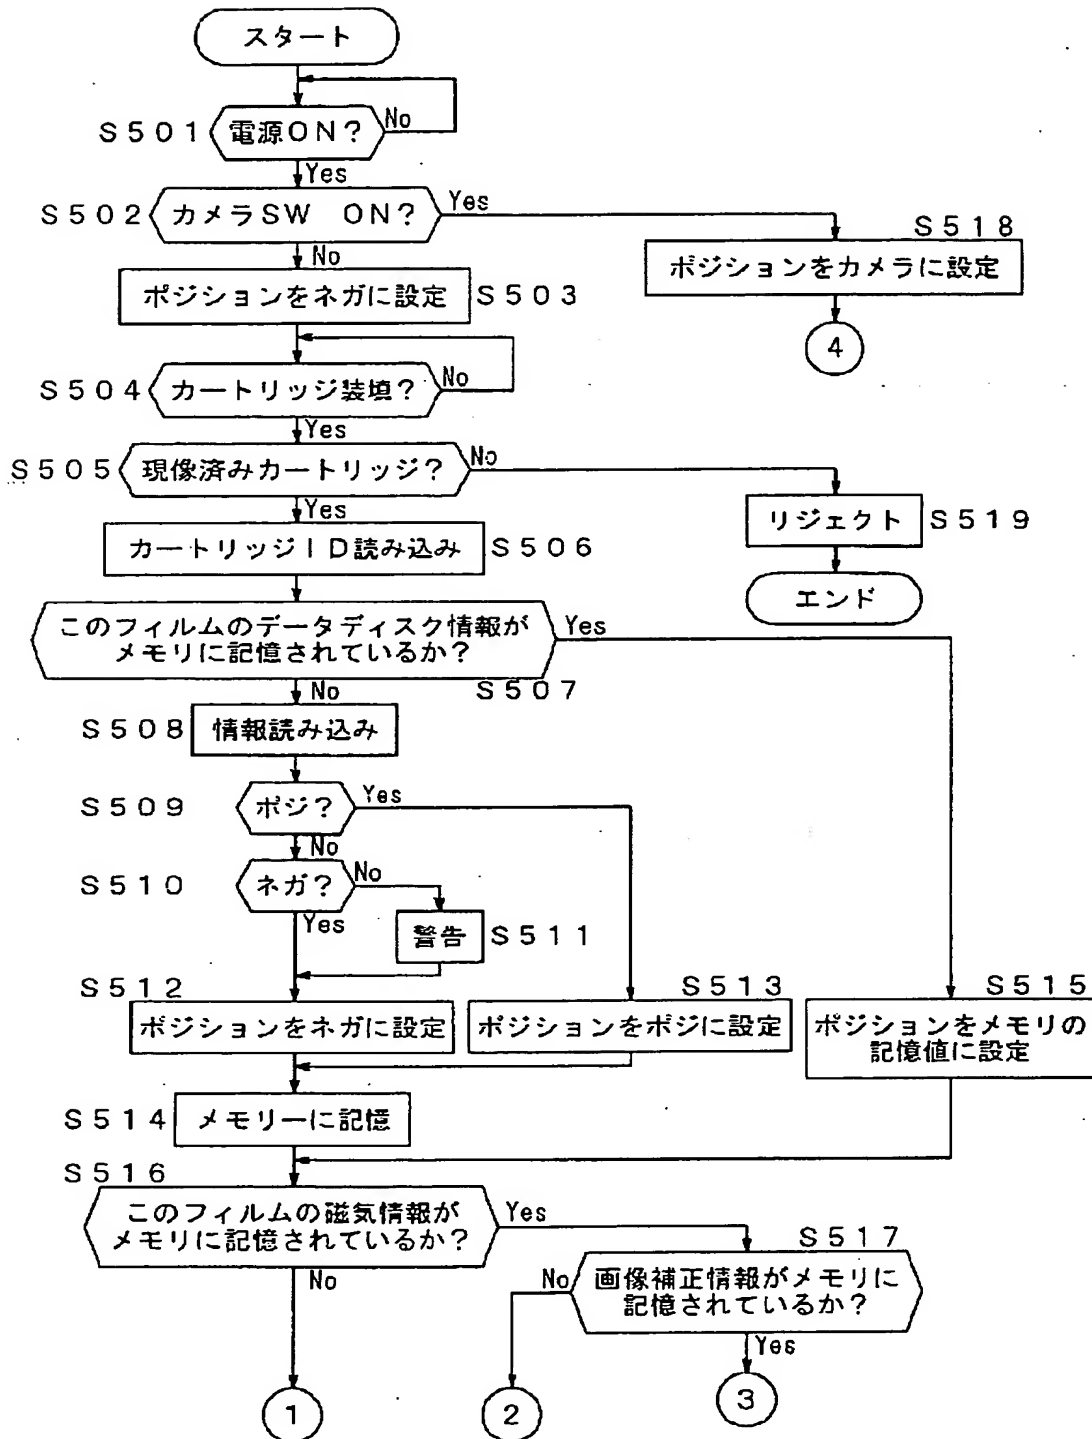 スタート
S501 電源ON? No
Yes
S502 カメラSW ON? Yes
S518
No
ポジションをカメラに設定
ポジションをネガに設定 S503
4
S504 カートリッジ装填? No
Yes
S505 現像済みカートリッジ? No
Yes
リジェクト S519
カートリッジID読み込み S506
エンド
このフィルムのデータディスク情報が
メモリに記憶されているか?
Yes
No
S507
S508 情報読み込み
S509 ポジ? Yes
No
S510 ネガ? No
Yes
警告 S511
S512
S513
S515
ポジションをネガに設定
ポジションをポジに設定
ポジションをメモリの
記憶値に設定
S514 メモリーに記憶
S516
このフィルムの磁気情報が
メモリに記憶されているか?
Yes
S517
No
No
画像補正情報がメモリに
記憶されているか?
Yes
1
2
3